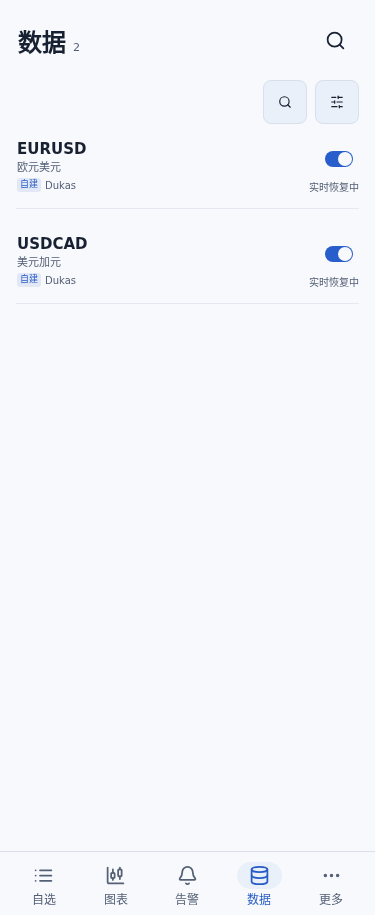 数据 2
EURUSD
欧元美元
自建 Dukas
实时恢复中
USDCAD
美元加元
自建 Dukas
实时恢复中
自选 图表 告警 数据 更多